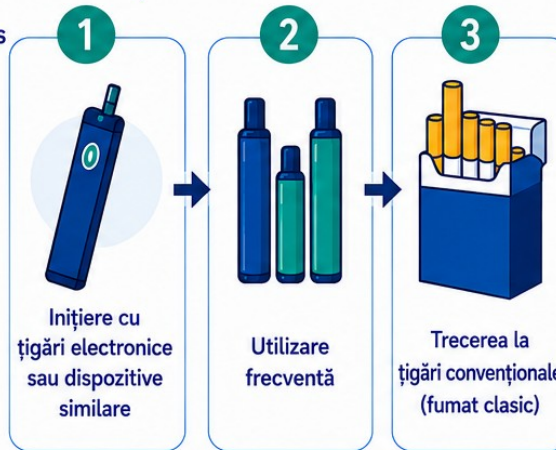 s
1
2
3
Inițiere cu
țigări electronice
sau dispozitive
similare
Utilizare
frecventă
Trecerea la
țigări convenționale
(fumat clasic)